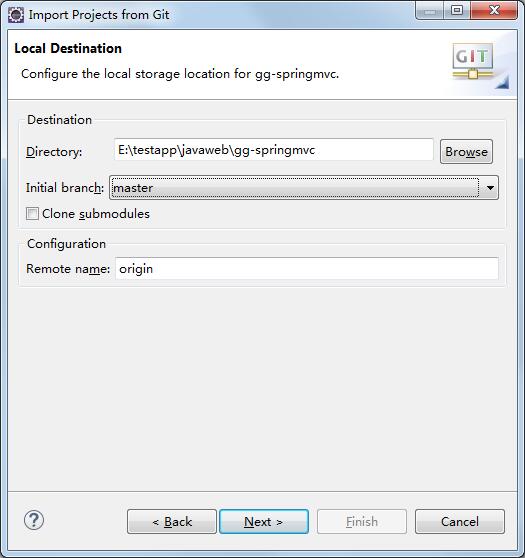 Import Projects from Git
Local Destination
Configure the local storage location for gg-springmvc.
GIT
Destination
Directory: E:\testapp\javaweb\gg-springmvc Browse
Initial branch: master
Clone submodules
Configuration
Remote name: origin
? < Back Next > Finish Cancel